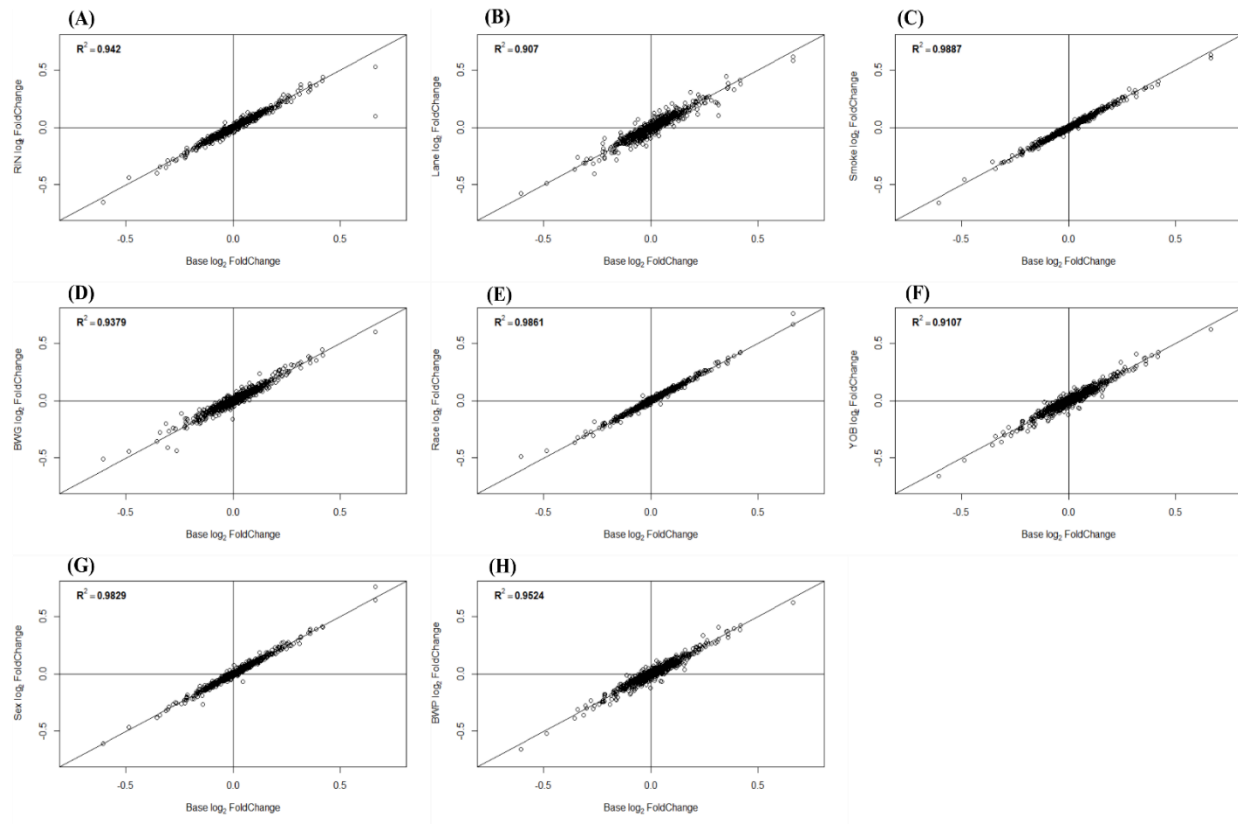 (A)
R² = 0.942
0.5
0.0
-0.5
RIN log₂ FoldChange
-0.5 0.0 0.5
Base log₂ FoldChange
(B)
R² = 0.907
0.5
0.0
-0.5
Lane log₂ FoldChange
-0.5 0.0 0.5
Base log₂ FoldChange
(C)
R² = 0.9887
0.5
0.0
-0.5
Smoke log₂ FoldChange
-0.5 0.0 0.5
Base log₂ FoldChange
(D)
R² = 0.9379
0.5
0.0
-0.5
BWG log₂ FoldChange
-0.5 0.0 0.5
Base log₂ FoldChange
(E)
R² = 0.9861
0.5
0.0
-0.5
Race log₂ FoldChange
-0.5 0.0 0.5
Base log₂ FoldChange
(F)
R² = 0.9107
0.5
0.0
-0.5
YOB log₂ FoldChange
-0.5 0.0 0.5
Base log₂ FoldChange
(G)
R² = 0.9829
0.5
0.0
-0.5
Sex log₂ FoldChange
-0.5 0.0 0.5
Base log₂ FoldChange
(H)
R² = 0.9524
0.5
0.0
-0.5
BWP log₂ FoldChange
-0.5 0.0 0.5
Base log₂ FoldChange